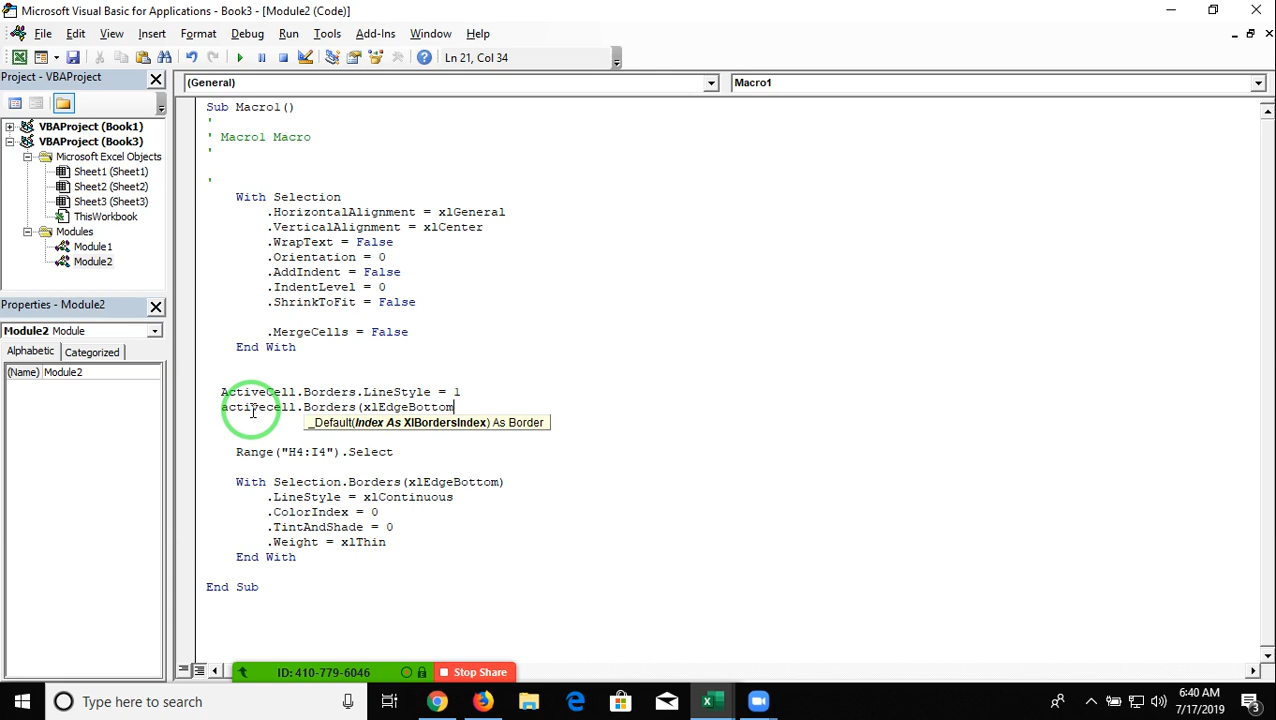 Microsoft Visual Basic for Applications - Book3 - [Module2 (Code)]
File Edit View Insert Format Debug Run Tools Add-Ins Window Help
Ln 21, Col 34
Project - VBAProject
(General)
Macro1
VBAProject (Book1)
VBAProject (Book3)
Microsoft Excel Objects
Sheet1 (Sheet1)
Sheet2 (Sheet2)
Sheet3 (Sheet3)
ThisWorkbook
Modules
Module1
Module2
Properties - Module2
Module2 Module
Alphabetic Categorized
(Name) Module2
Sub Macro1()
'
' Macro1 Macro
'
'
With Selection
.HorizontalAlignment = xlGeneral
.VerticalAlignment = xlCenter
.WrapText = False
.Orientation = 0
.AddIndent = False
.IndentLevel = 0
.ShrinkToFit = False
.MergeCells = False
End With
ActiveCell.Borders.LineStyle = 1
activecell.Borders(xlEdgeBottom
_Default(Index As XlBordersIndex) As Border
Range("H4:I4").Select
With Selection.Borders(xlEdgeBottom)
.LineStyle = xlContinuous
.ColorIndex = 0
.TintAndShade = 0
.Weight = xlThin
End With
End Sub
ID: 410-779-6046 Stop Share
Type here to search
6:40 AM
7/17/2019
3